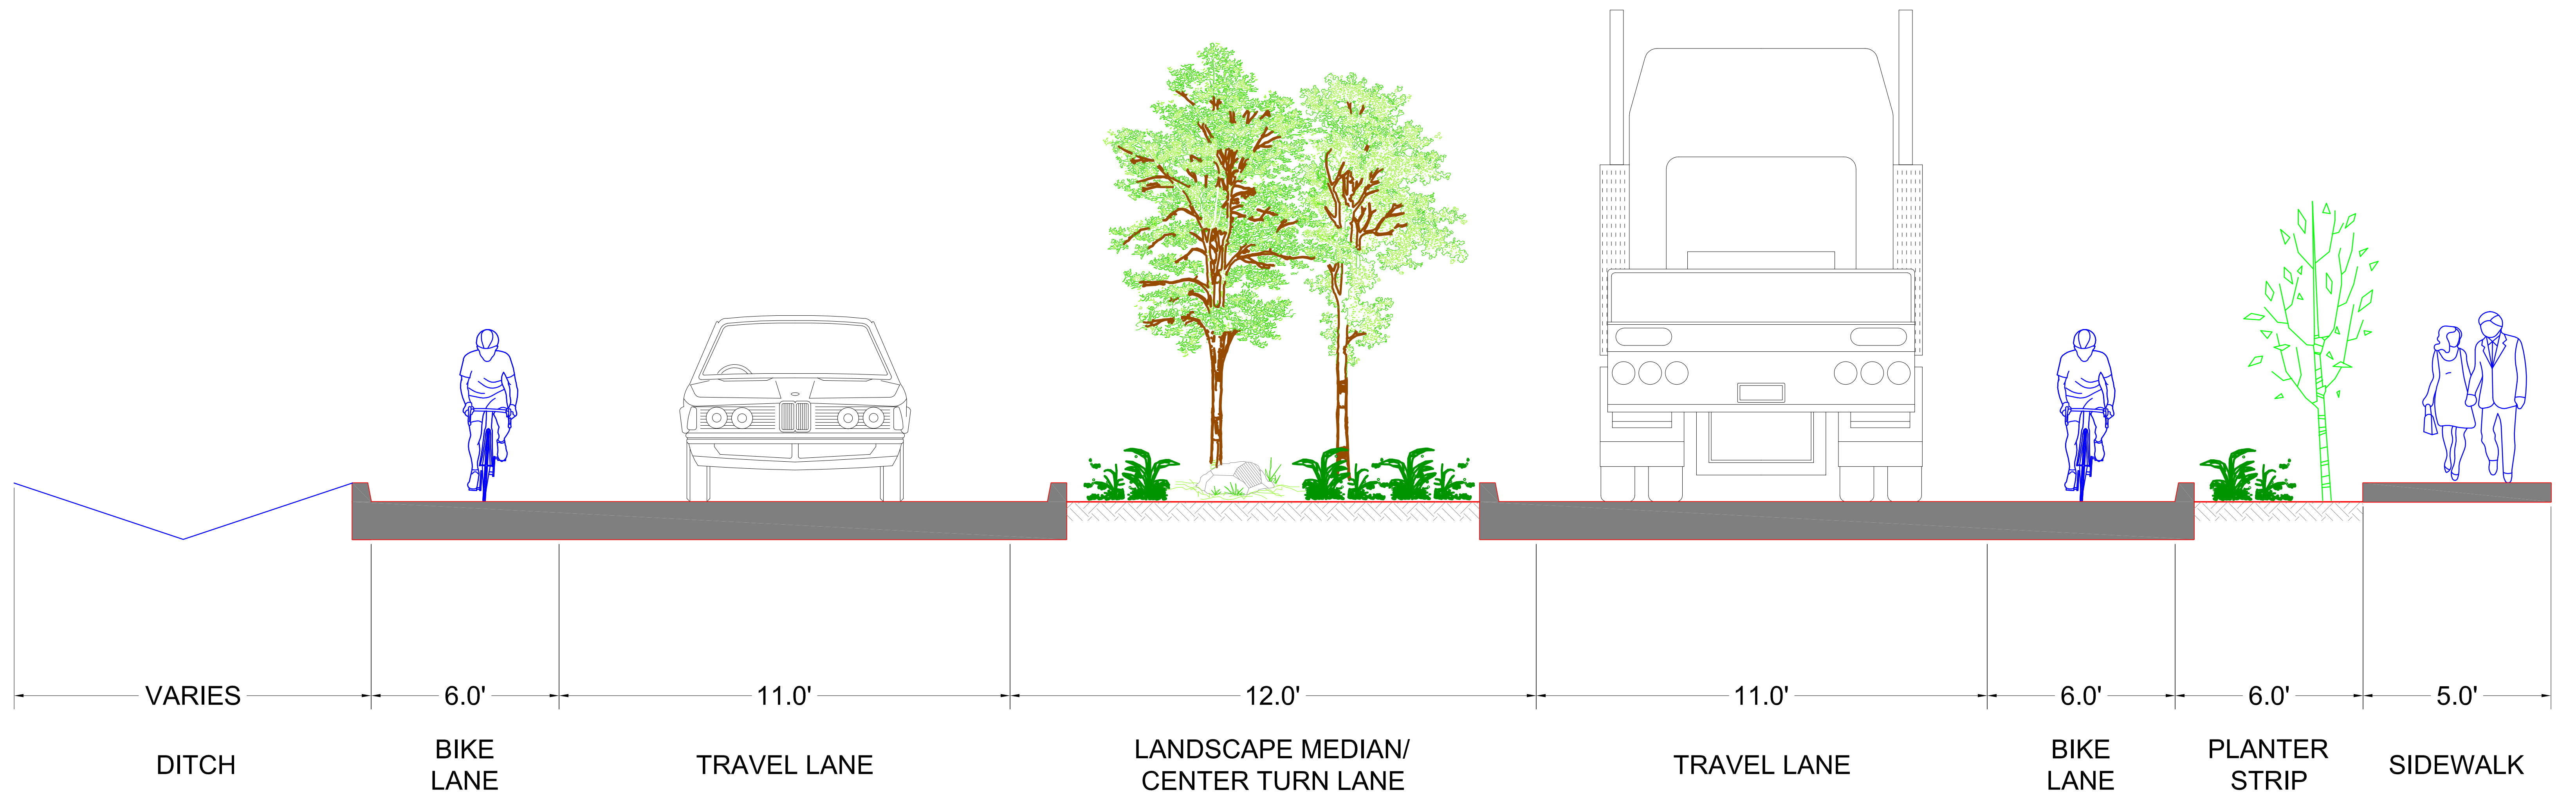 VARIES 6.0' 11.0' 12.0' 11.0' 6.0' 6.0' 5.0'
DITCH
BIKE
LANE
TRAVEL LANE
LANDSCAPE MEDIAN/
CENTER TURN LANE
TRAVEL LANE
BIKE
LANE
PLANTER
STRIP
SIDEWALK